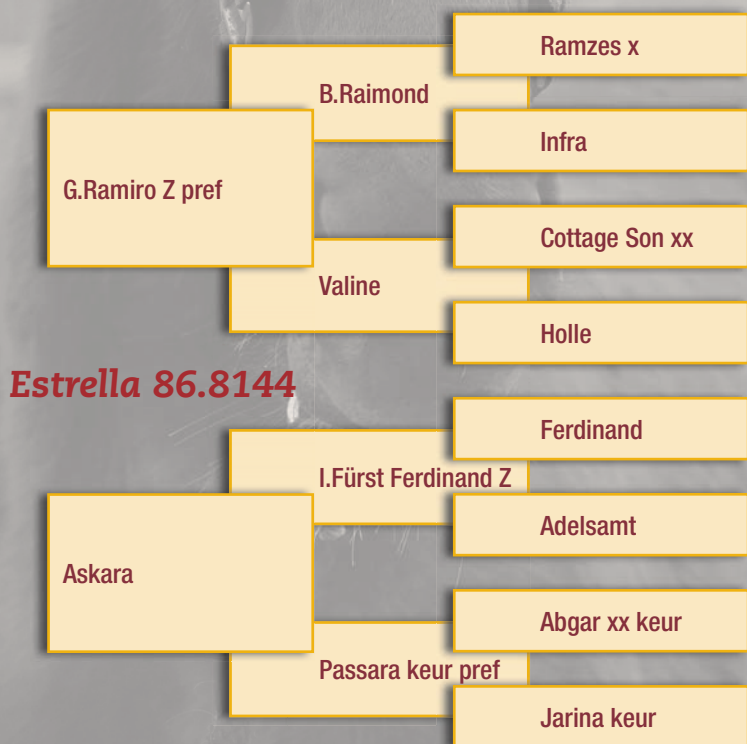 Ramzes x
B.Raimond
Infra
G.Ramiro Z pref
Cottage Son xx
Valine
Holle
Estrella 86.8144
Ferdinand
I.Fürst Ferdinand Z
Adelsamt
Askara
Abgar xx keur
Passara keur pref
Jarina keur